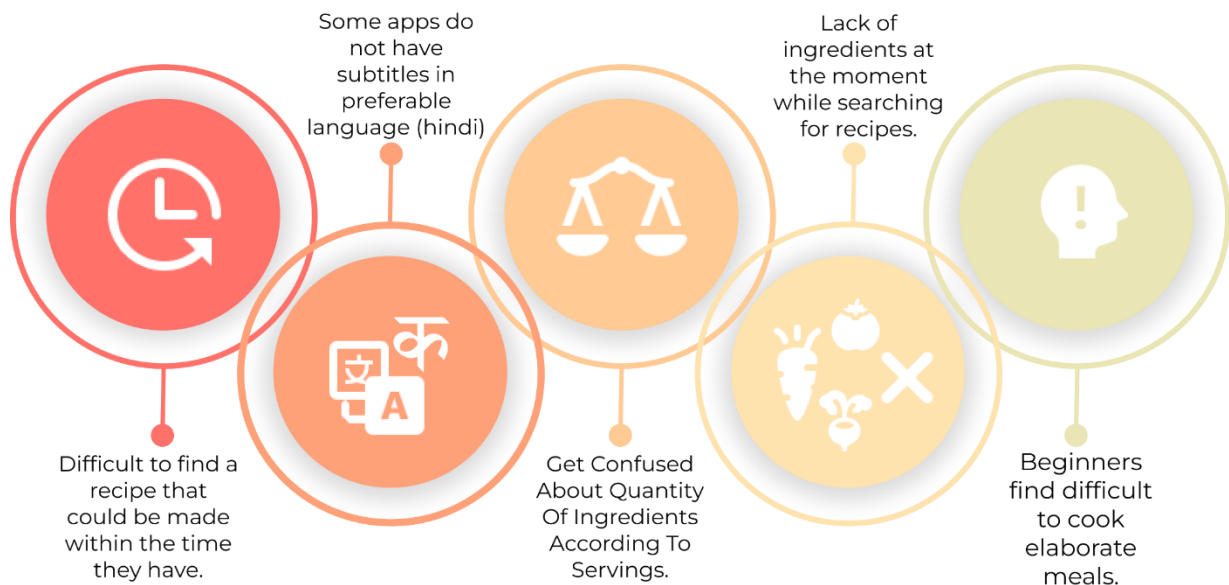 Some apps do
not have
subtitles in
preferable
language (hindi)
Lack of
ingredients at
the moment
while searching
for recipes.
文
क
A
Difficult to find a
recipe that
could be made
within the time
they have.
Get Confused
About Quantity
Of Ingredients
According To
Servings.
Beginners
find difficult
to cook
elaborate
meals.